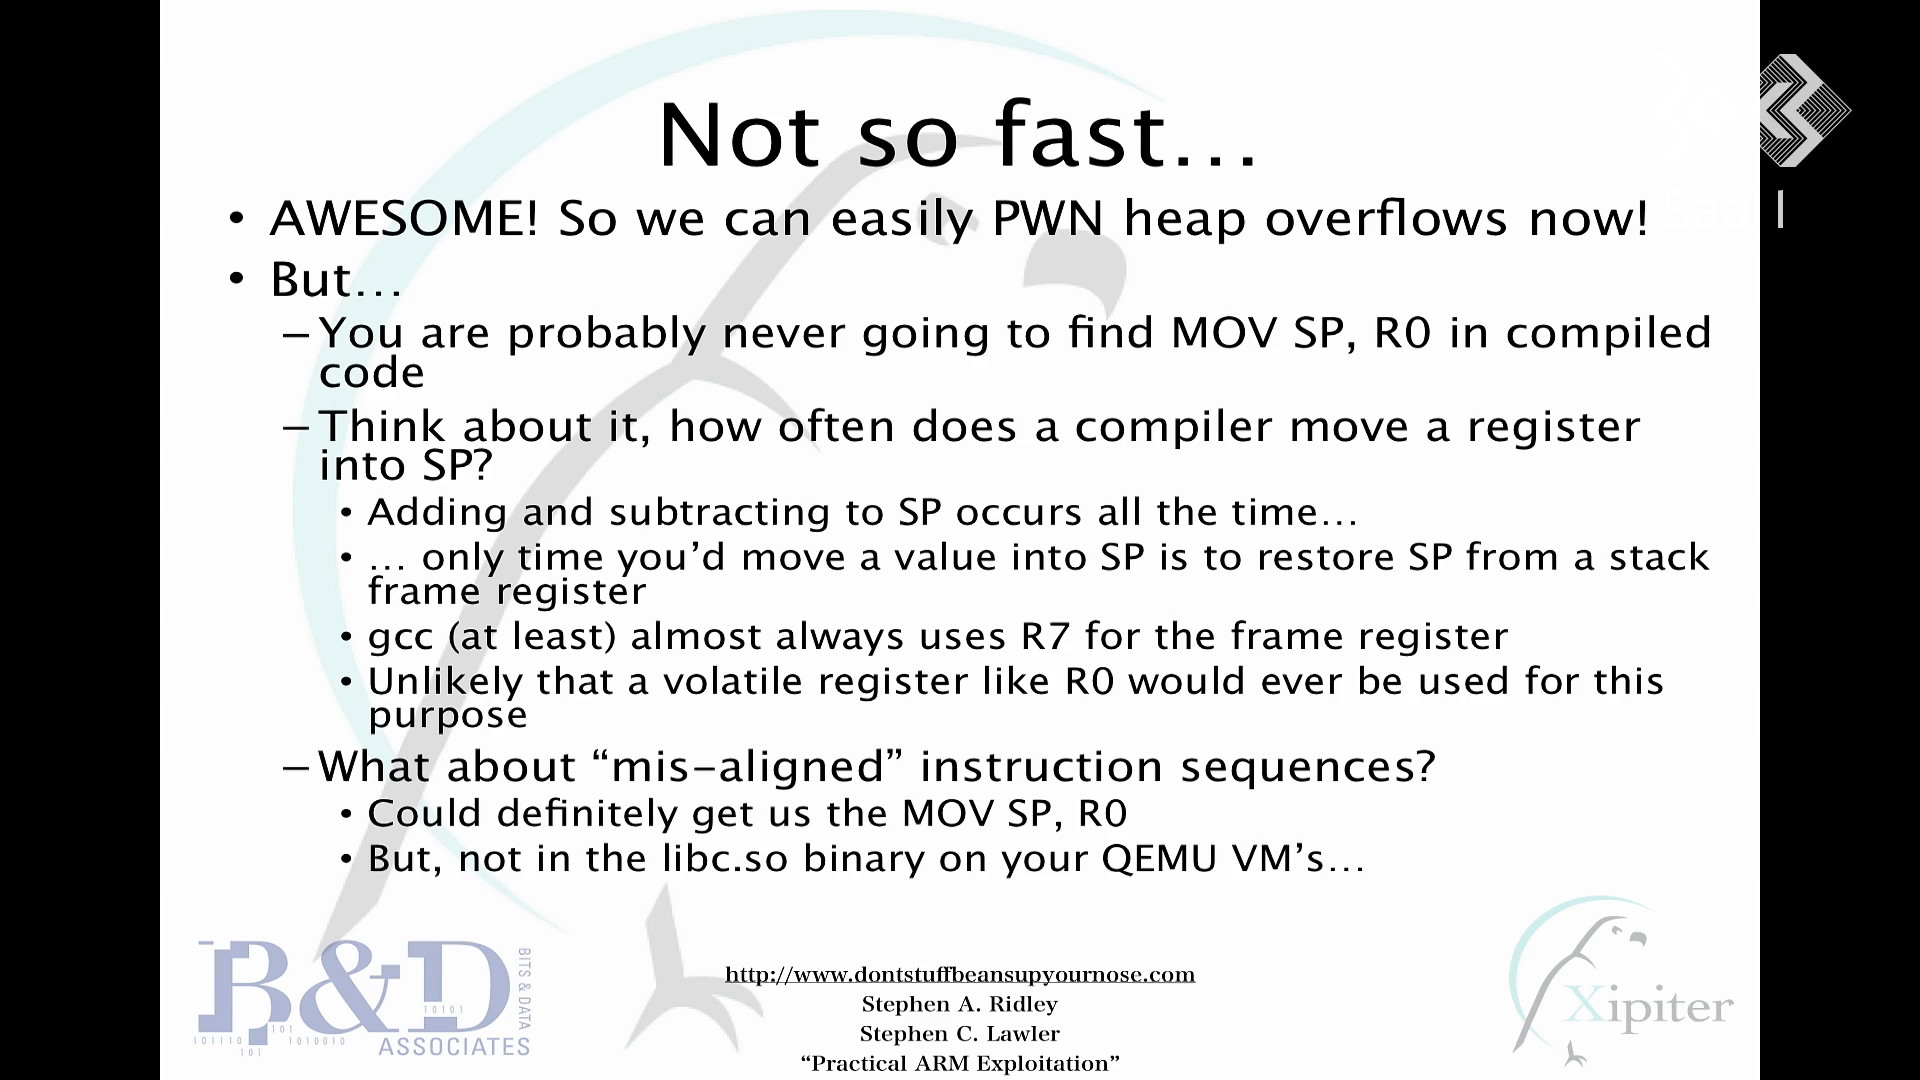 Not so fast…
• AWESOME! So we can easily PWN heap overflows now!
Saal
• But…
– You are probably never going to find MOV SP, R0 in compiled
code
– Think about it, how often does a compiler move a register
into SP?
• Adding and subtracting to SP occurs all the time…
• … only time you’d move a value into SP is to restore SP from a stack
frame register
• gcc (at least) almost always uses R7 for the frame register
• Unlikely that a volatile register like R0 would ever be used for this
purpose
– What about “mis-aligned” instruction sequences?
• Could definitely get us the MOV SP, R0
• But, not in the libc.so binary on your QEMU VM’s…
B&D
BITS & DATA
ASSOCIATES
10101
101110
101
101
1010010
http://www.dontstuffbeansupyournose.com
Stephen A. Ridley
Stephen C. Lawler
“Practical ARM Exploitation”
Xipiter